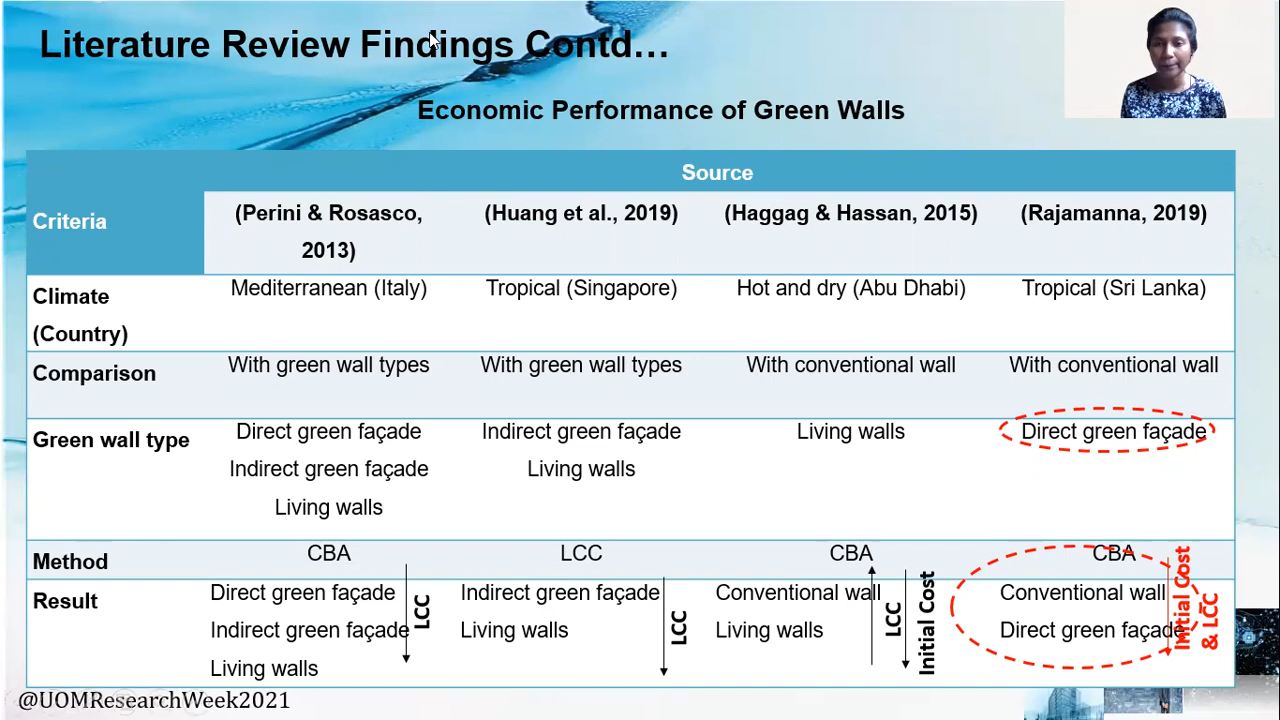 Literature Review Findings Contd…
Economic Performance of Green Walls
Criteria
Source
(Perini & Rosasco,
2013)
(Huang et al., 2019)
(Haggag & Hassan, 2015)
(Rajamanna, 2019)
Climate
(Country)
Mediterranean (Italy)
Tropical (Singapore)
Hot and dry (Abu Dhabi)
Tropical (Sri Lanka)
Comparison
With green wall types
With green wall types
With conventional wall
With conventional wall
Green wall type
Direct green façade
Indirect green façade
Living walls
Indirect green façade
Living walls
Living walls
Direct green façade
Method
CBA
LCC
CBA
CBA
Result
Direct green façade
Indirect green façade
Living walls
LCC
Indirect green façade
Living walls
LCC
Conventional wall
Living walls
LCC
Initial Cost
Conventional wall
Direct green façade
Initial Cost
& LCC
@UOMResearchWeek2021